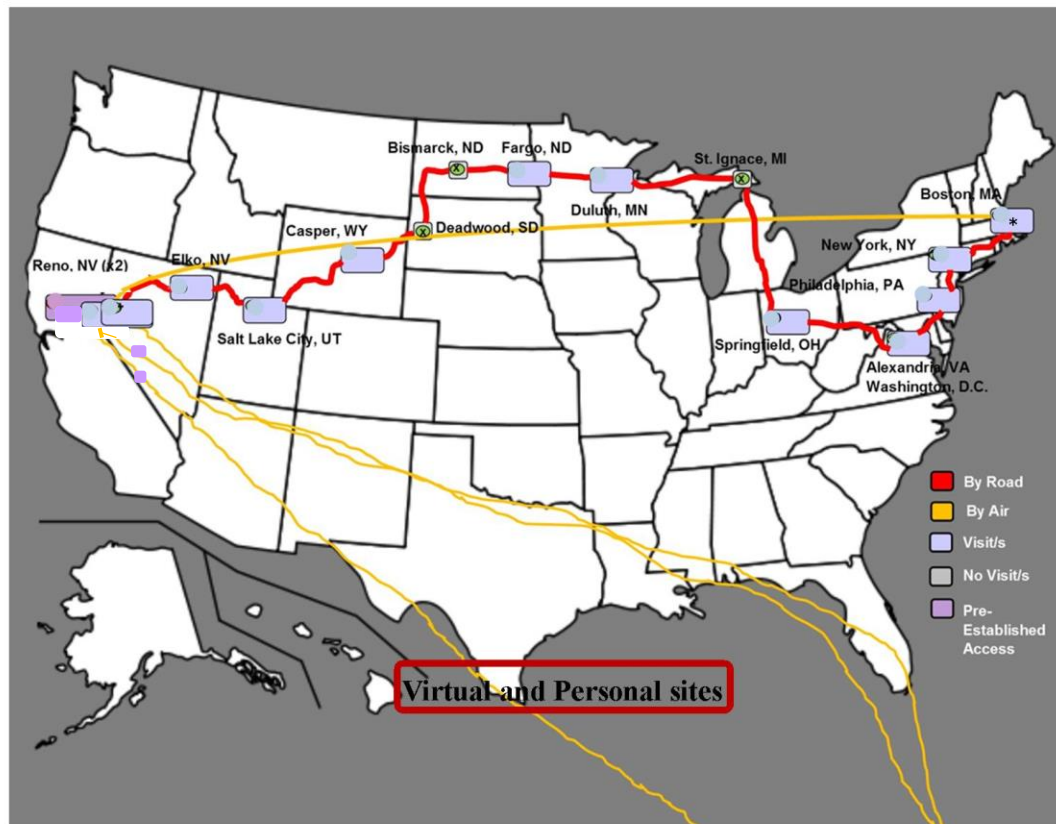 Bismarck, ND
Fargo, ND
St. Ignace, MI
x
x
Boston, MA
*
Duluth, MN
Casper, WY
Deadwood, SD
x
New York, NY
Elko, NV
Reno, NV (x2)
Philadelphia, PA
Salt Lake City, UT
Springfield, OH
Alexandria, VA
Washington, D.C.
By Road
By Air
Visit/s
No Visit/s
Pre-
Established
Access
Virtual and Personal sites